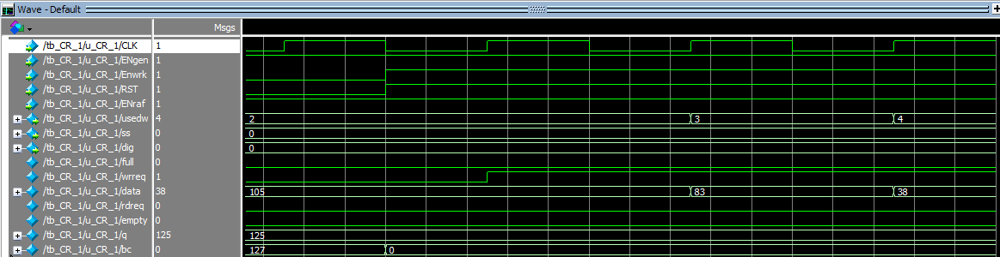 Wave - Default
Msgs
/tb_CR_1/u_CR_1/CLK 1
/tb_CR_1/u_CR_1/ENgen 1
/tb_CR_1/u_CR_1/Enwrk 1
/tb_CR_1/u_CR_1/RST 1
/tb_CR_1/u_CR_1/ENraf 1
/tb_CR_1/u_CR_1/usedw 4 2 3 4
/tb_CR_1/u_CR_1/ss 0 0
/tb_CR_1/u_CR_1/dig 0 0
/tb_CR_1/u_CR_1/full 0
/tb_CR_1/u_CR_1/wrreq 1
/tb_CR_1/u_CR_1/data 38 105 83 38
/tb_CR_1/u_CR_1/rdreq 0
/tb_CR_1/u_CR_1/empty 0
/tb_CR_1/u_CR_1/q 125 125
/tb_CR_1/u_CR_1/bc 0 127 0